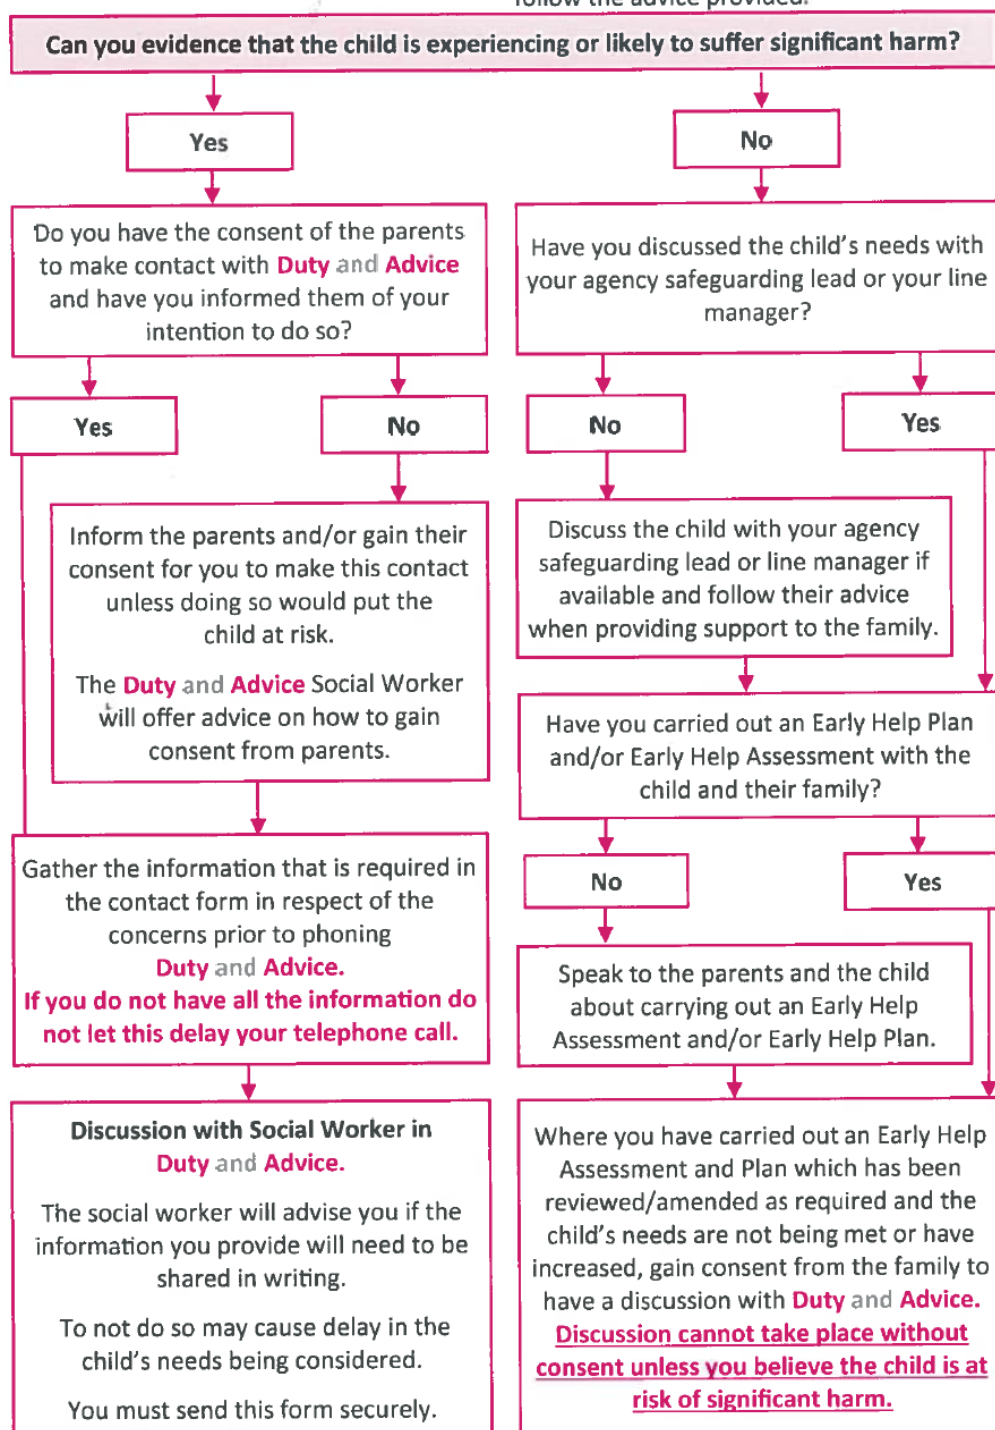 follow the advice provided.
Can you evidence that the child is experiencing or likely to suffer significant harm?
Yes
No
Do you have the consent of the parents
to make contact with Duty and Advice
and have you informed them of your
intention to do so?
Have you discussed the child's needs with
your agency safeguarding lead or your line
manager?
Yes
No
No
Yes
Inform the parents and/or gain their
consent for you to make this contact
unless doing so would put the
child at risk.
The Duty and Advice Social Worker
will offer advice on how to gain
consent from parents.
Discuss the child with your agency
safeguarding lead or line manager if
available and follow their advice
when providing support to the family.
Have you carried out an Early Help Plan
and/or Early Help Assessment with the
child and their family?
Gather the information that is required in
the contact form in respect of the
concerns prior to phoning
Duty and Advice.
If you do not have all the information do
not let this delay your telephone call.
No
Yes
Speak to the parents and the child
about carrying out an Early Help
Assessment and/or Early Help Plan.
Discussion with Social Worker in
Duty and Advice.
The social worker will advise you if the
information you provide will need to be
shared in writing.
To not do so may cause delay in the
child's needs being considered.
You must send this form securely.
Where you have carried out an Early Help
Assessment and Plan which has been
reviewed/amended as required and the
child's needs are not being met or have
increased, gain consent from the family to
have a discussion with Duty and Advice.
Discussion cannot take place without
consent unless you believe the child is at
risk of significant harm.